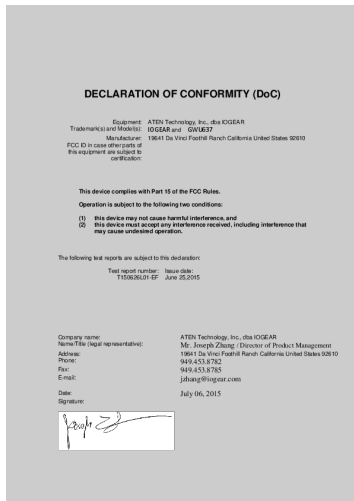 DECLARATION OF CONFORMITY (DoC)
Equipment: ATEN Technology, Inc., dba IOGEAR
Trademark(s) and Model(s): IOGEAR and GWU637
Manufacturer: 19641 Da Vinci Foothill Ranch California United States 92610
FCC ID in case other parts of
this equipment are subject to
certification:
This device complies with Part 15 of the FCC Rules.
Operation is subject to the following two conditions:
(1) this device may not cause harmful interference, and
(2) this device must accept any interference received, including interference that
may cause undesired operation.
The following test reports are subject to this declaration:
Test report number: Issue date:
T150626L01-EF June 25,2015
Company name: ATEN Technology, Inc., dba IOGEAR
Name/Title (legal representative): Mr. Joseph Zhang / Director of Product Management
Address: 19641 Da Vinci Foothill Ranch California United States 92610
Phone: 949.453.8782
Fax: 949.453.8785
E-mail: jzhang@iogear.com
Date: July 06, 2015
Signature: